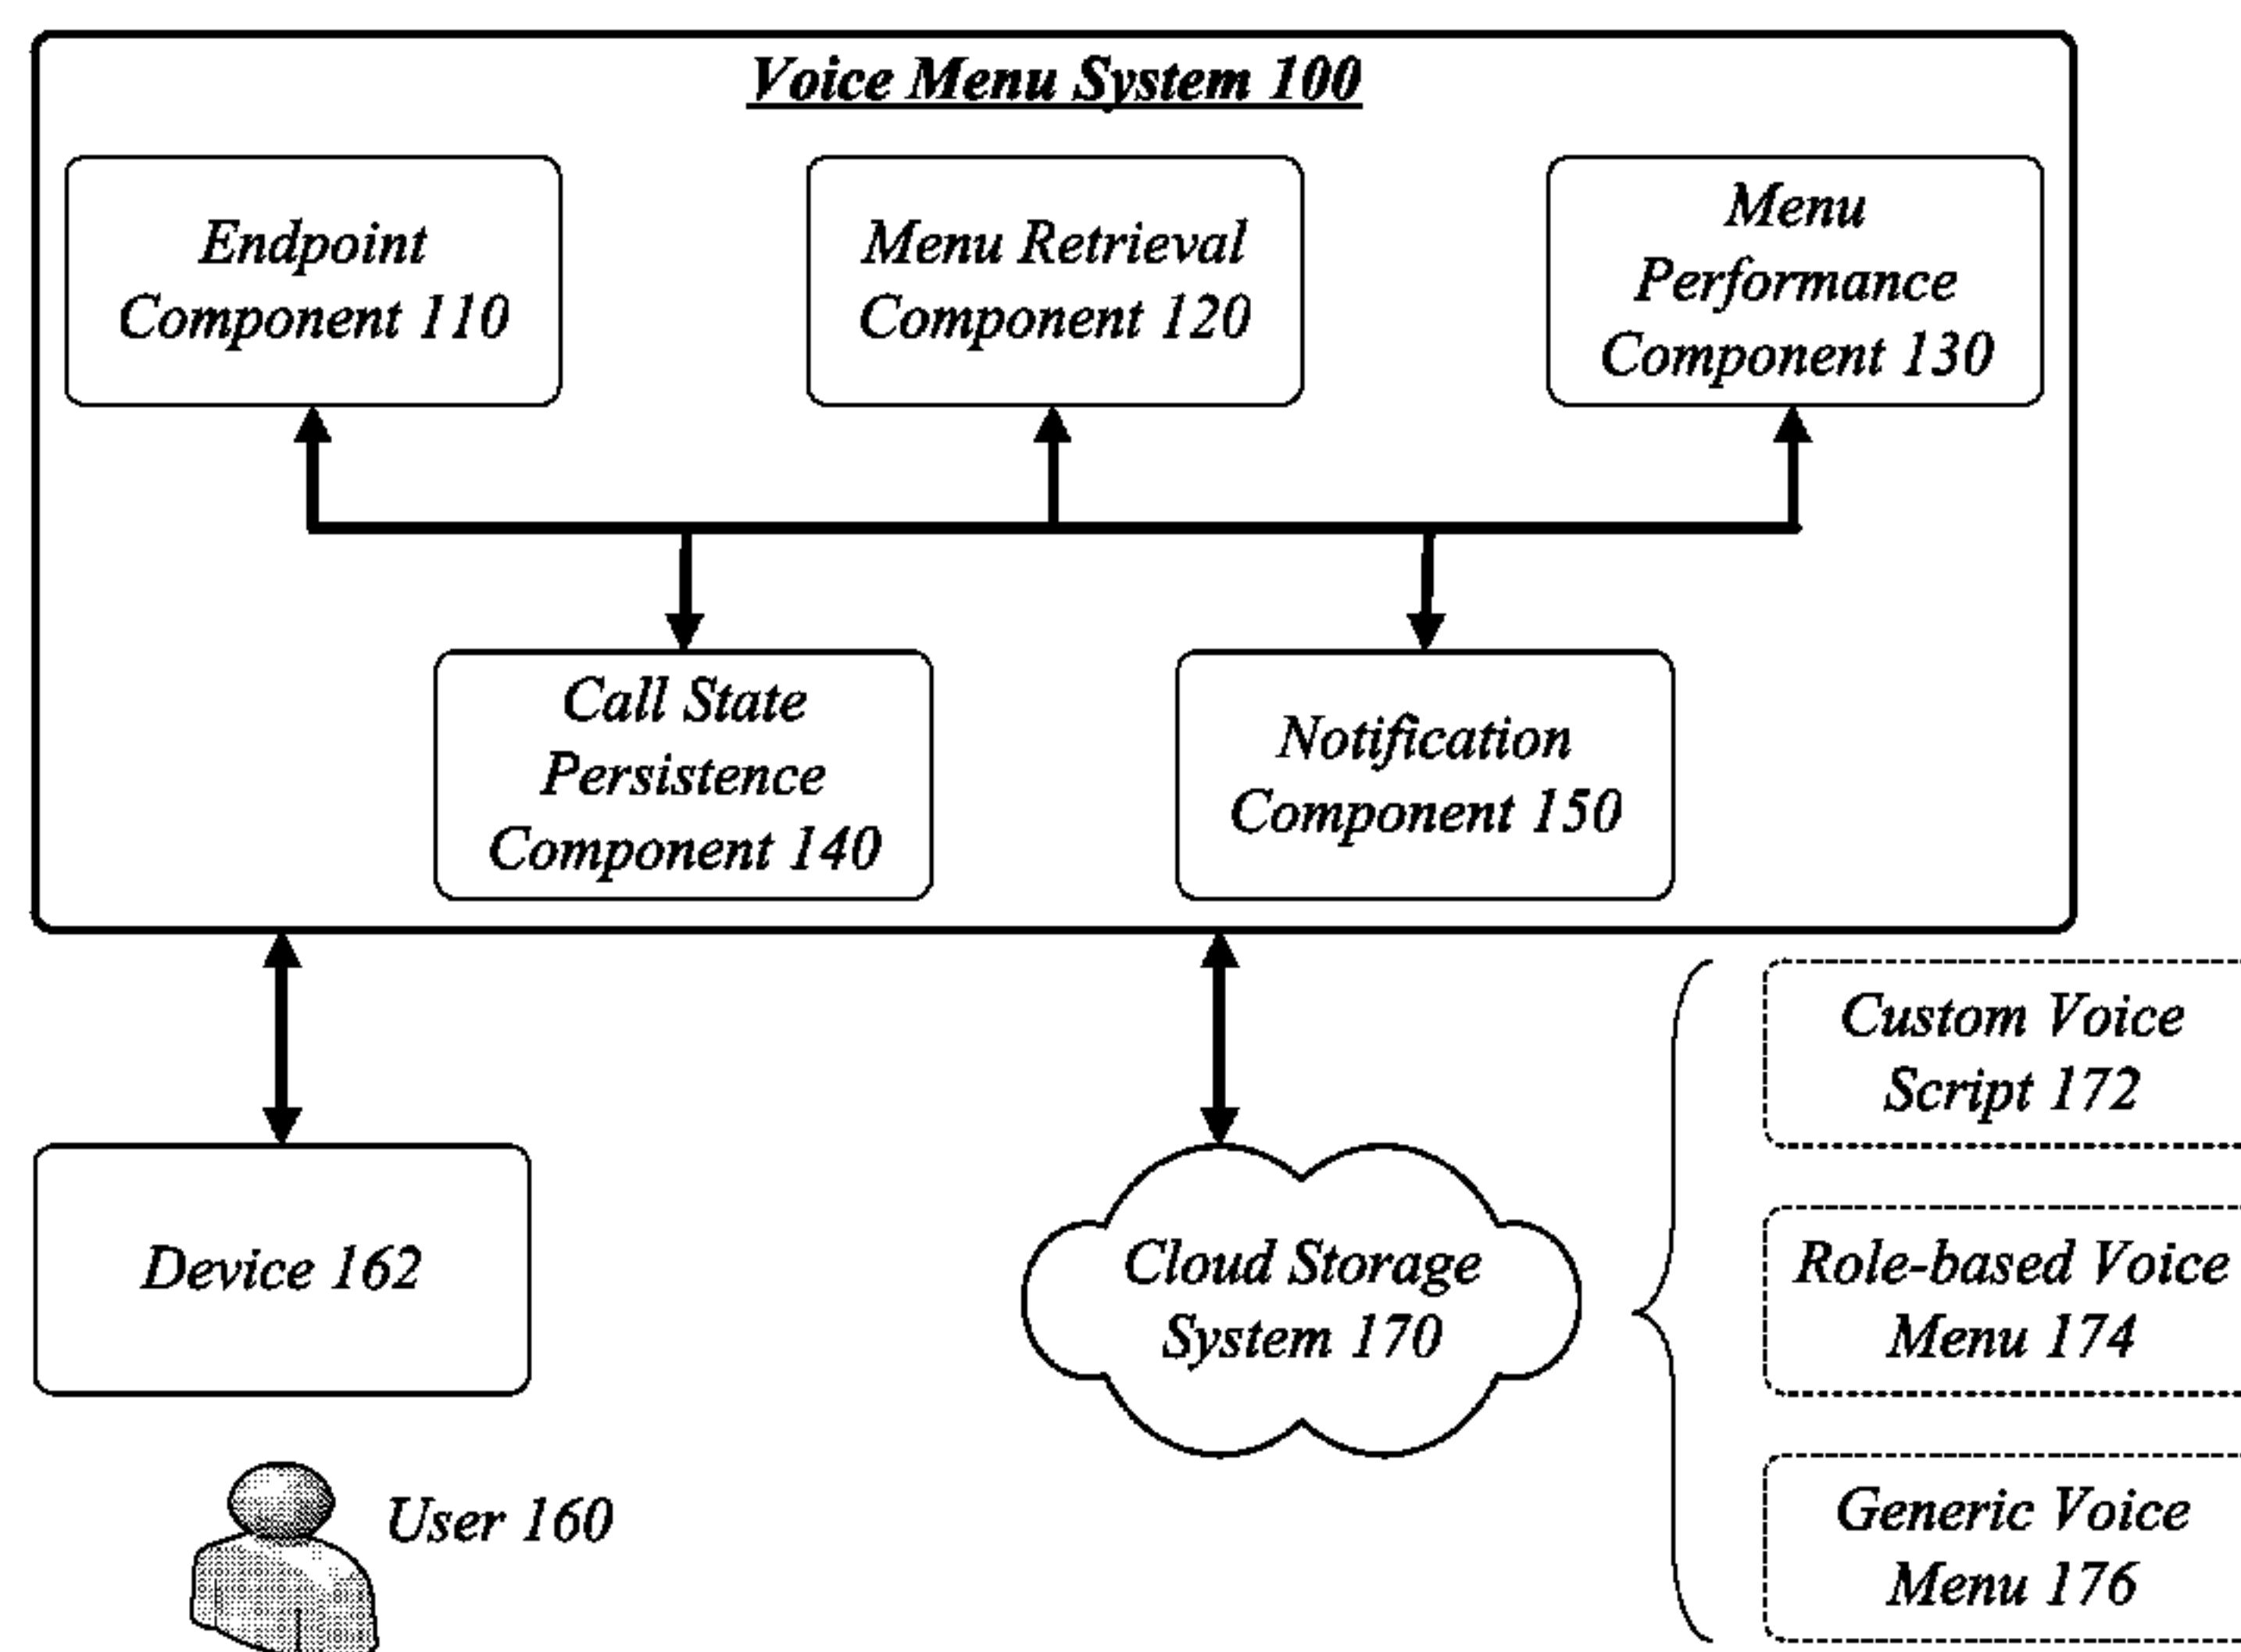 Voice Menu System 100
Endpoint
Component 110
Menu Retrieval
Component 120
Menu
Performance
Component 130
Call State
Persistence
Component 140
Notification
Component 150
Device 162
User 160
Cloud Storage
System 170
Custom Voice
Script 172
Role-based Voice
Menu 174
Generic Voice
Menu 176